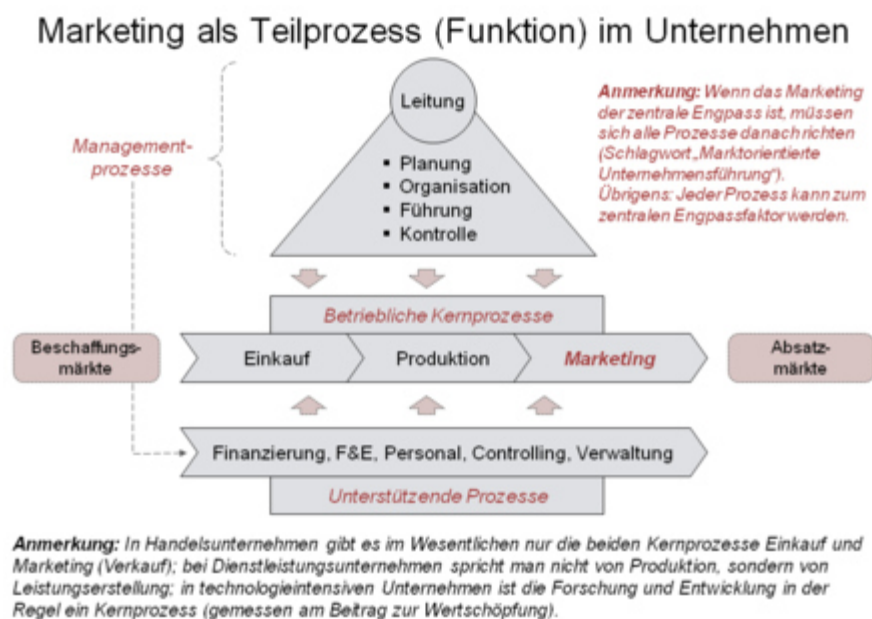 Marketing als Teilprozess (Funktion) im Unternehmen
Leitung
Management-
prozesse
▪ Planung
▪ Organisation
▪ Führung
▪ Kontrolle
Anmerkung: Wenn das Marketing
der zentrale Engpass ist, müssen
sich alle Prozesse danach richten
(Schlagwort „Marktorientierte
Unternehmensführung“).
Übrigens: Jeder Prozess kann zum
zentralen Engpassfaktor werden.
Betriebliche Kernprozesse
Beschaffungs-
märkte
Einkauf
Produktion
Marketing
Absatz-
märkte
Finanzierung, F&E, Personal, Controlling, Verwaltung
Unterstützende Prozesse
Anmerkung: In Handelsunternehmen gibt es im Wesentlichen nur die beiden Kernprozesse Einkauf und
Marketing (Verkauf); bei Dienstleistungsunternehmen spricht man nicht von Produktion, sondern von
Leistungserstellung; in technologieintensiven Unternehmen ist die Forschung und Entwicklung in der
Regel ein Kernprozess (gemessen am Beitrag zur Wertschöpfung).